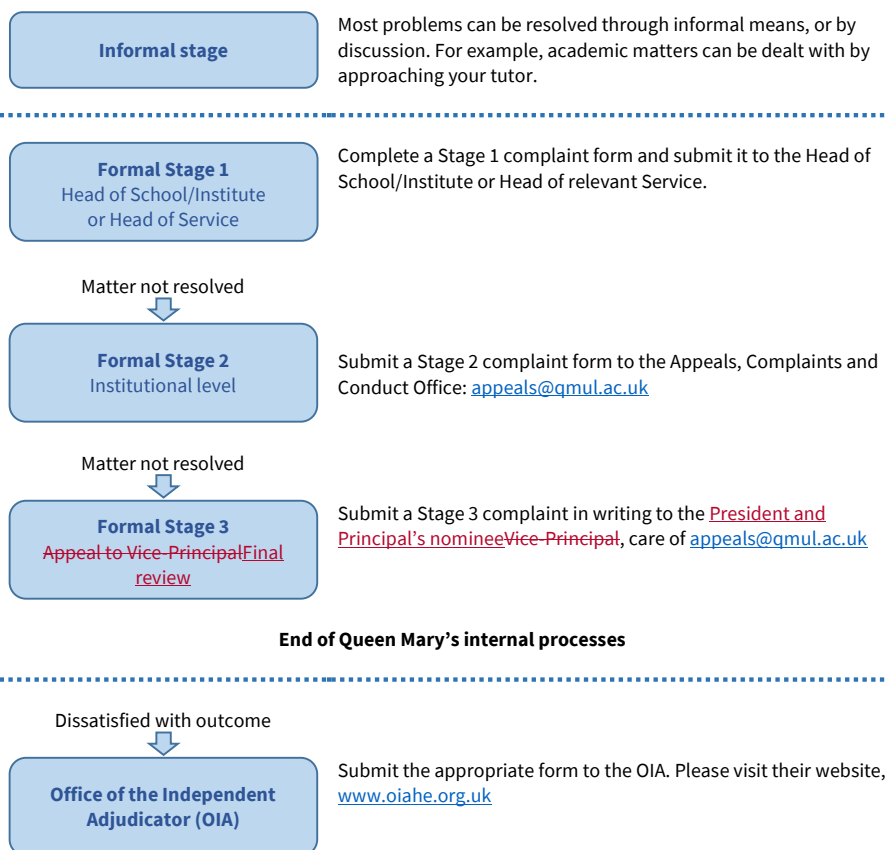 Informal stage
Most problems can be resolved through informal means, or by
discussion. For example, academic matters can be dealt with by
approaching your tutor.
Formal Stage 1
Head of School/Institute
or Head of Service
Complete a Stage 1 complaint form and submit it to the Head of
School/Institute or Head of relevant Service.
Matter not resolved
Formal Stage 2
Institutional level
Submit a Stage 2 complaint form to the Appeals, Complaints and
Conduct Office: appeals@qmul.ac.uk
Matter not resolved
Formal Stage 3
Appeal to Vice-PrincipalFinal
review
Submit a Stage 3 complaint in writing to the President and
Principal’s nomineeVice-Principal, care of appeals@qmul.ac.uk
End of Queen Mary’s internal processes
Dissatisfied with outcome
Office of the Independent
Adjudicator (OIA)
Submit the appropriate form to the OIA. Please visit their website,
www.oiahe.org.uk